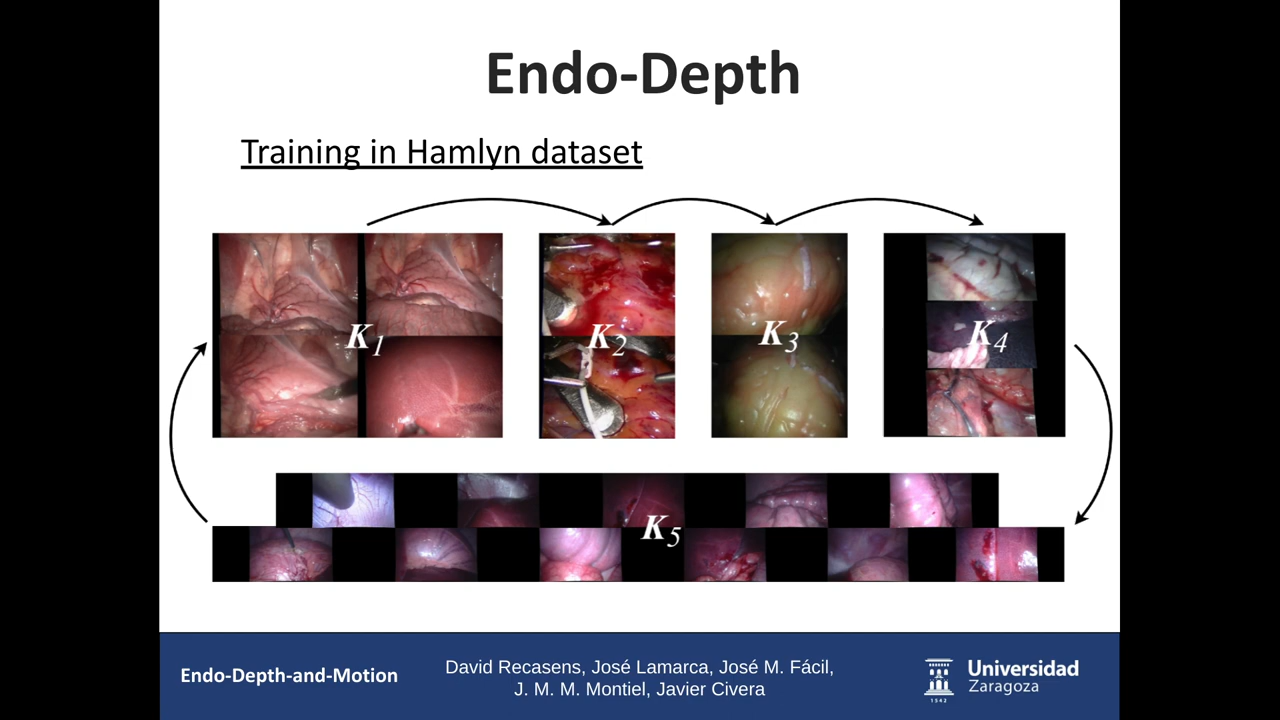 Endo-Depth
Training in Hamlyn dataset
K1
K2
K3
K4
K5
Endo-Depth-and-Motion
David Recasens, José Lamarca, José M. Fácil,
J. M. M. Montiel, Javier Civera
Universidad
Zaragoza
1542